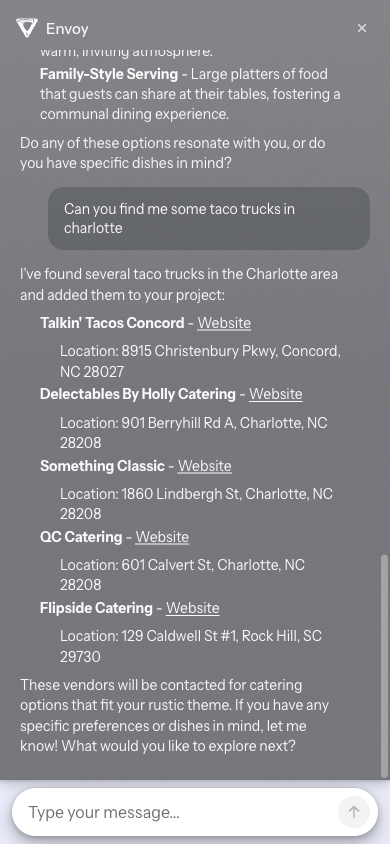 Envoy
warm, inviting atmosphere.
Family-Style Serving - Large platters of food
that guests can share at their tables, fostering a
communal dining experience.
Do any of these options resonate with you, or do
you have specific dishes in mind?
Can you find me some taco trucks in
charlotte
I've found several taco trucks in the Charlotte area
and added them to your project:
Talkin' Tacos Concord - Website
Location: 8915 Christenbury Pkwy, Concord,
NC 28027
Delectables By Holly Catering - Website
Location: 901 Berryhill Rd A, Charlotte, NC
28208
Something Classic - Website
Location: 1860 Lindbergh St, Charlotte, NC
28208
QC Catering - Website
Location: 601 Calvert St, Charlotte, NC
28208
Flipside Catering - Website
Location: 129 Caldwell St #1, Rock Hill, SC
29730
These vendors will be contacted for catering
options that fit your rustic theme. If you have any
specific preferences or dishes in mind, let me
know! What would you like to explore next?
Type your message...